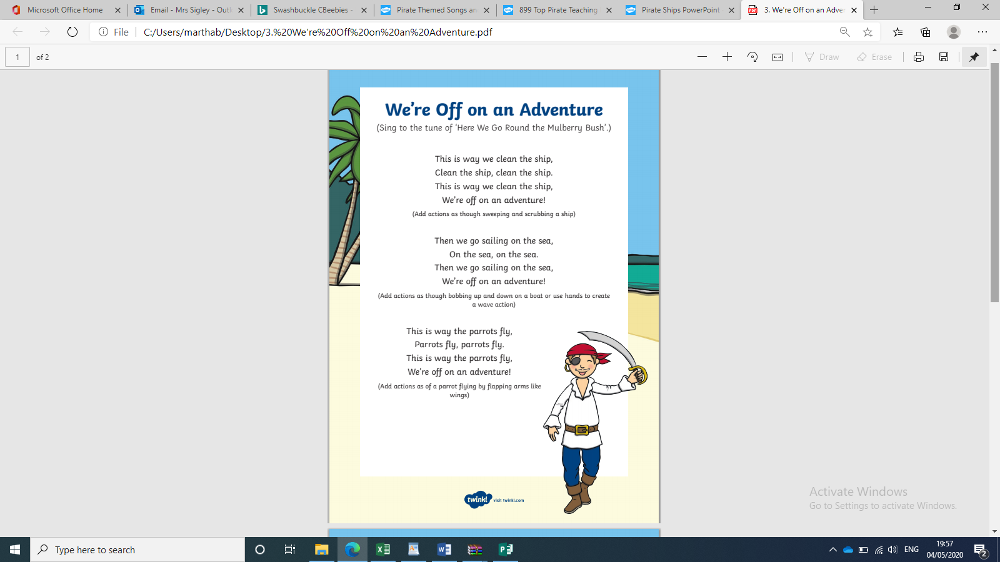 Microsoft Office Home
Email - Mrs Sigley - Outl
Swashbuckle CBeebies -
Pirate Themed Songs an
899 Top Pirate Teaching
Pirate Ships PowerPoint
3. We're Off on an Adver
File
C:/Users/marthab/Desktop/3.%20We're%20Off%20on%20an%20Adventure.pdf
1 of 2
Draw
Erase
We're Off on an Adventure
(Sing to the tune of 'Here We Go Round the Mulberry Bush'.)
This is way we clean the ship,
Clean the ship, clean the ship.
This is way we clean the ship,
We're off on an adventure!
(Add actions as though sweeping and scrubbing a ship)
Then we go sailing on the sea,
On the sea, on the sea.
Then we go sailing on the sea,
We're off on an adventure!
(Add actions as though bobbing up and down on a boat or use hands to create
a wave action)
This is way the parrots fly,
Parrots fly, parrots fly.
This is way the parrots fly,
We're off on an adventure!
(Add actions as of a parrot flying by flapping arms like
wings)
twinkl visit twinkl.com
Activate Windows
Go to Settings to activate Windows.
Type here to search
ENG
19:57
04/05/2020
2